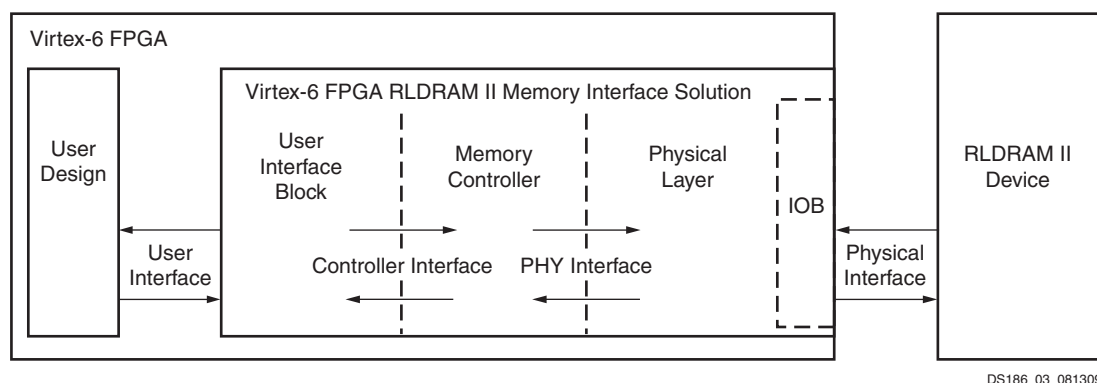 Virtex-6 FPGA
Virtex-6 FPGA RLDRAM II Memory Interface Solution
User
Design
User
Interface
Block
Memory
Controller
Physical
Layer
IOB
RLDRAM II
Device
User
Interface
Controller Interface
PHY Interface
Physical
Interface
DS186_03_081309